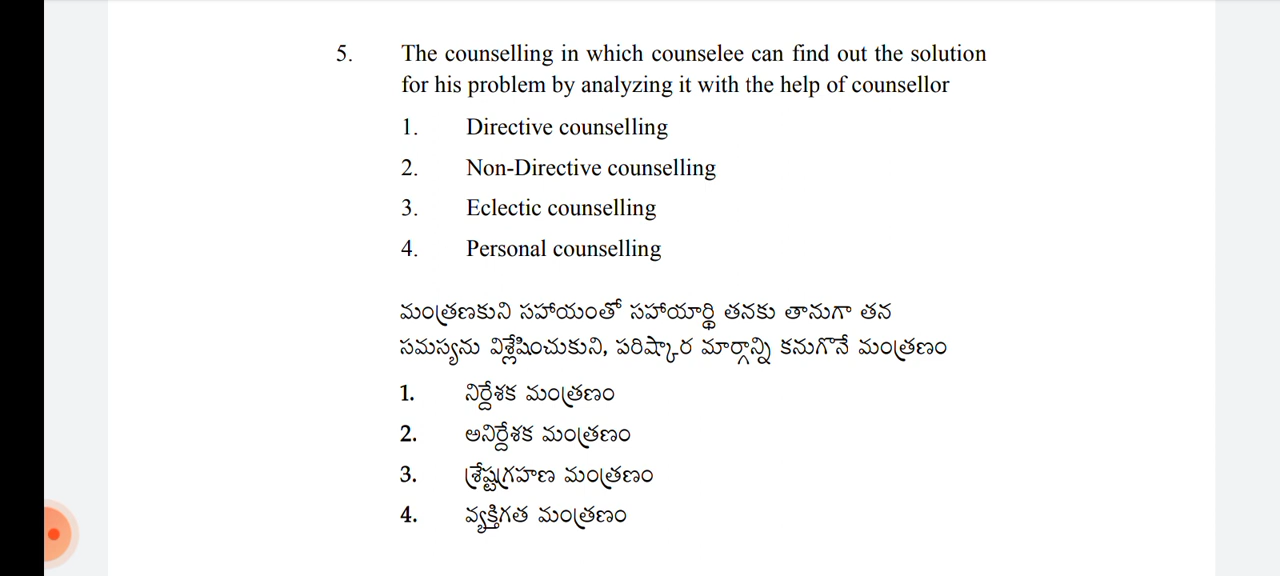 5. The counselling in which counselee can find out the solution
for his problem by analyzing it with the help of counsellor
1. Directive counselling
2. Non-Directive counselling
3. Eclectic counselling
4. Personal counselling
మంత్రణకుని సహాయంతో సహాయార్థి తనకు తానుగా తన
సమస్యను విశ్లేషించుకుని, పరిష్కార మార్గాన్ని కనుగొనే మంత్రణం
1. నిర్దేశక మంత్రణం
2. అనిర్దేశక మంత్రణం
3. శ్రేష్టగ్రహణ మంత్రణం
4. వ్యక్తిగత మంత్రణం